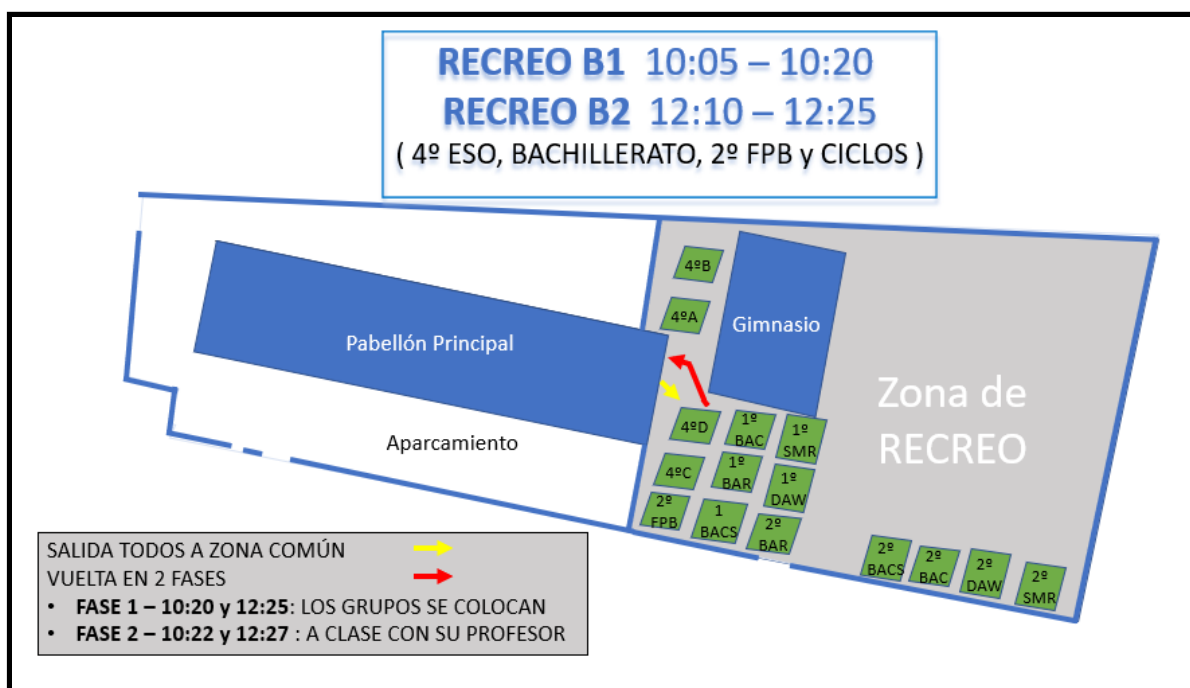 RECREO B1 10:05 – 10:20
RECREO B2 12:10 – 12:25
( 4º ESO, BACHILLERATO, 2º FPB y CICLOS )
4ºB
4ºA
Gimnasio
Pabellón Principal
Zona de
RECREO
Aparcamiento
4ºD
1º
BAC
1º
SMR
4ºC
1º
BAR
1º
DAW
2º
FPB
1
BACS
2º
BAR
2º
BACS
2º
BAC
2º
DAW
2º
SMR
SALIDA TODOS A ZONA COMÚN
VUELTA EN 2 FASES
• FASE 1 – 10:20 y 12:25: LOS GRUPOS SE COLOCAN
• FASE 2 – 10:22 y 12:27 : A CLASE CON SU PROFESOR